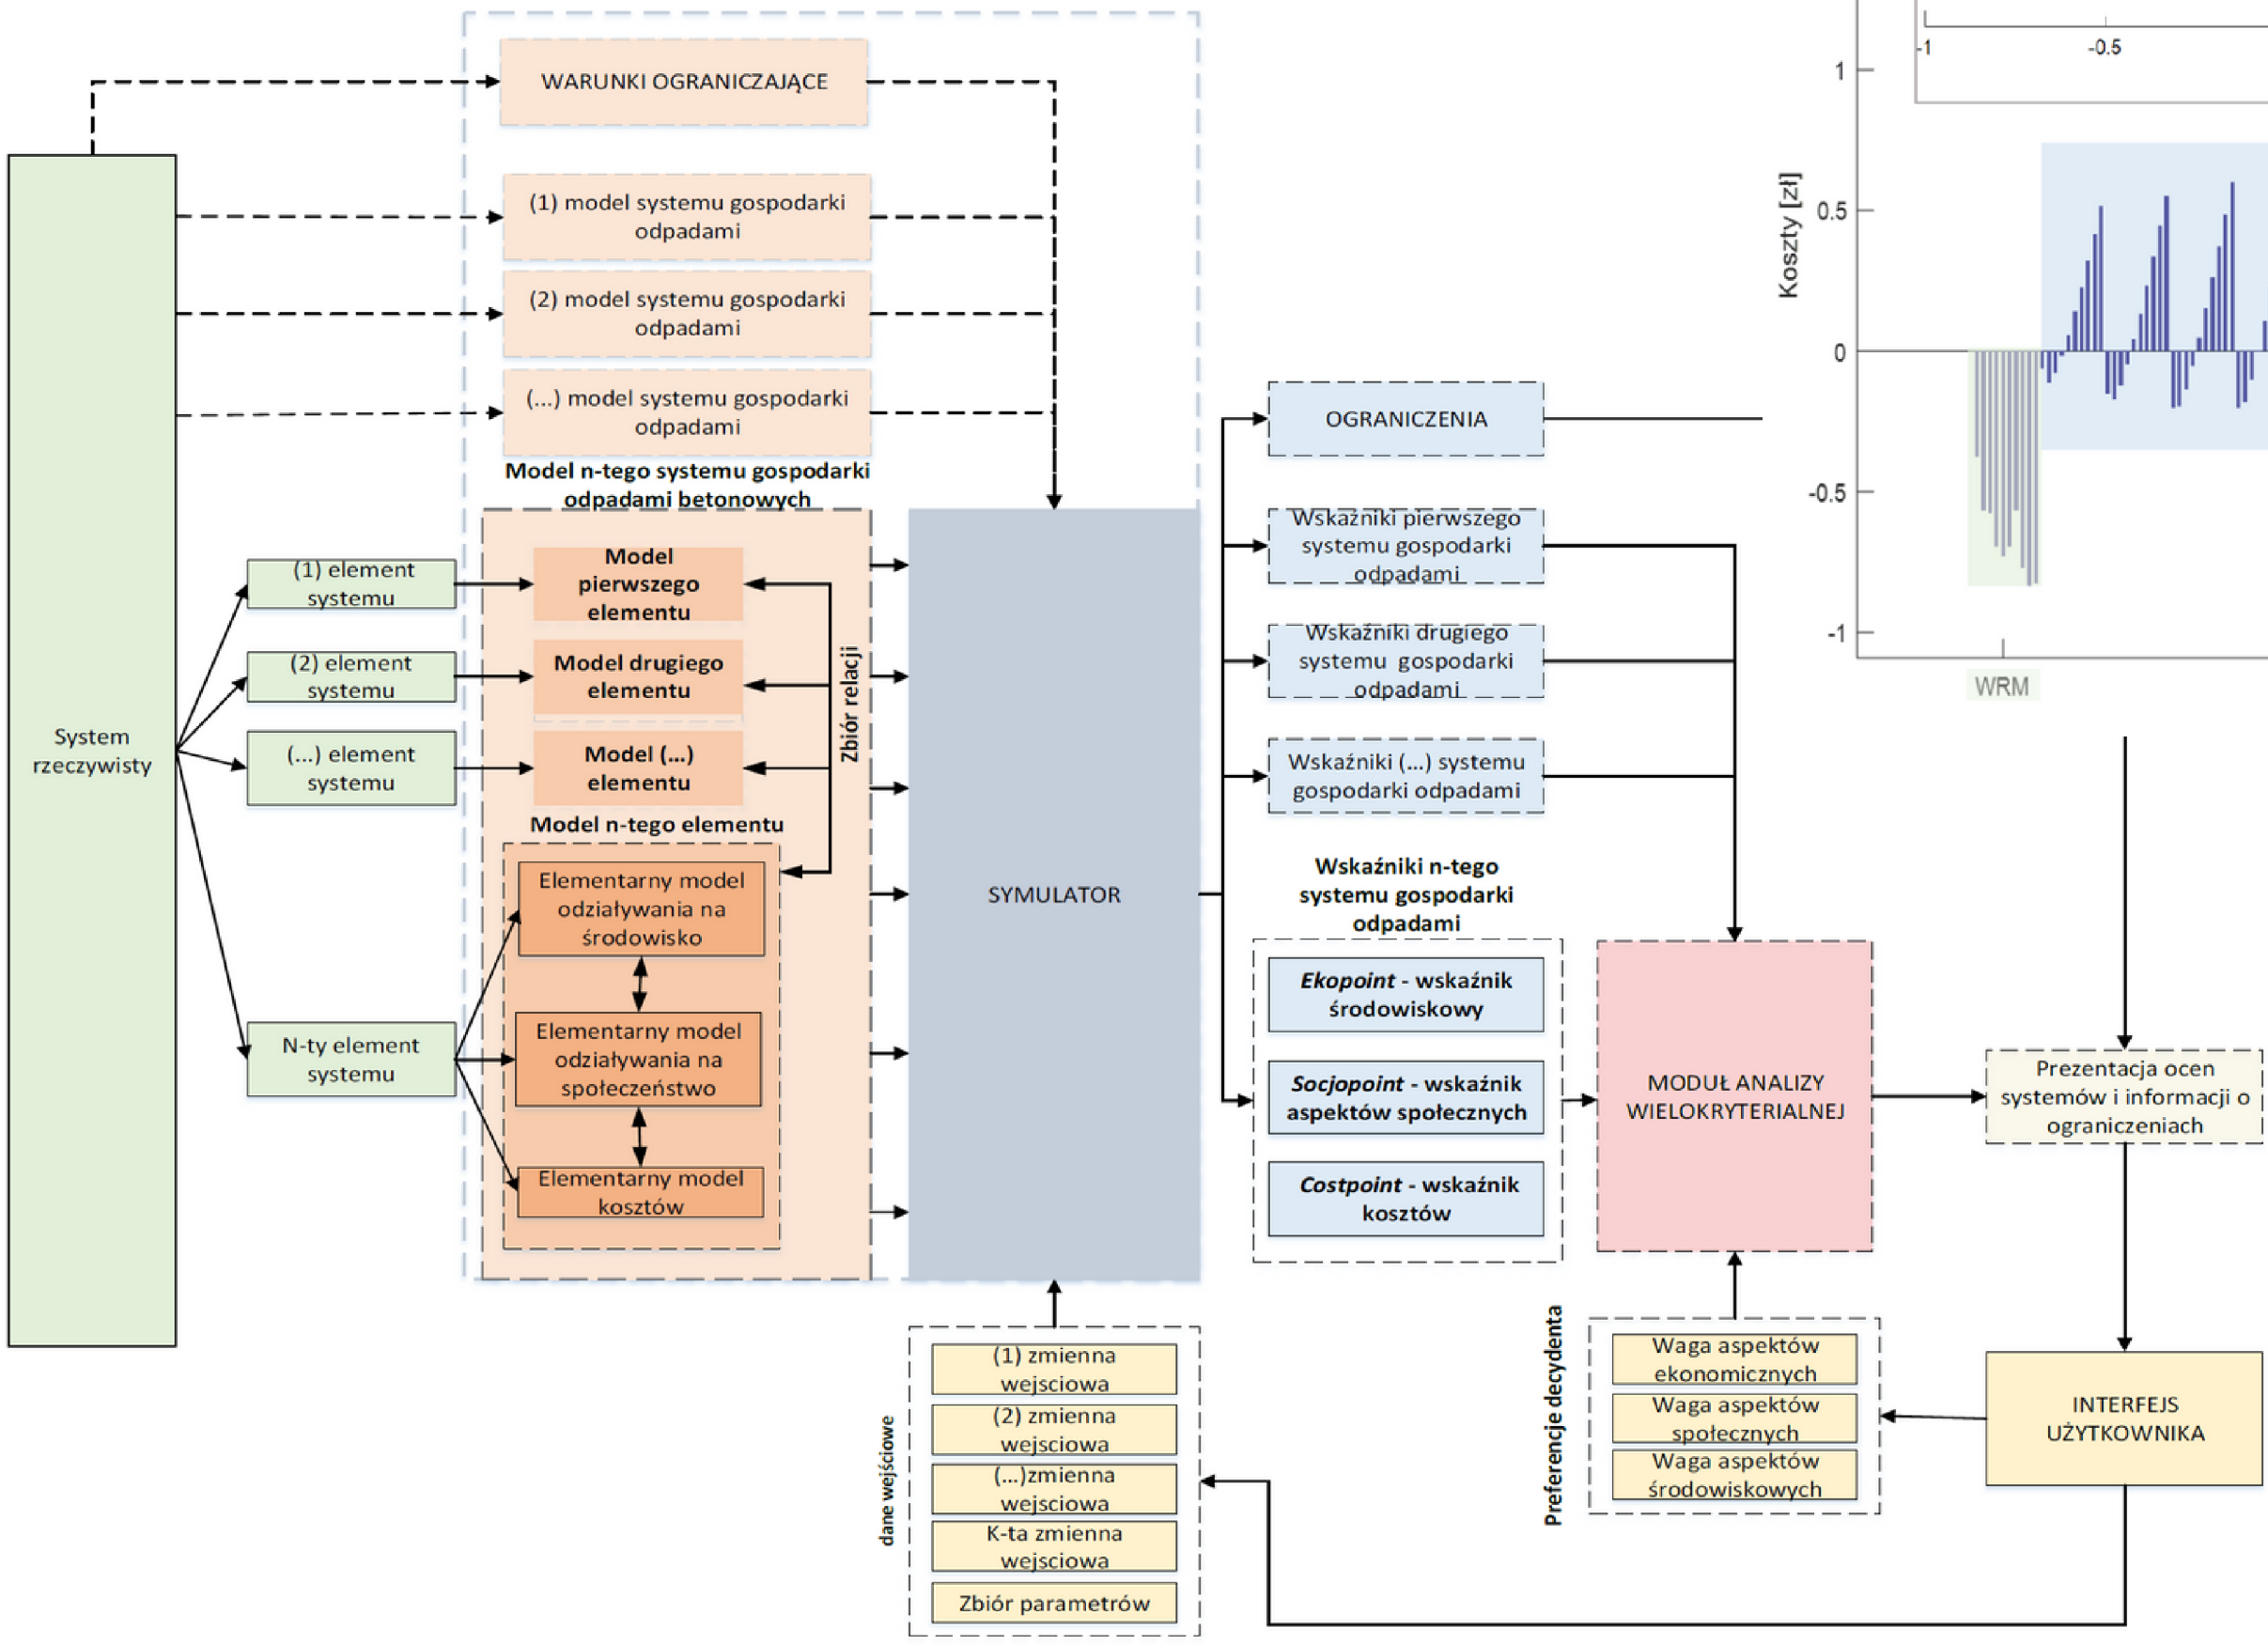 WARUNKI OGRANICZAJĄCE
(1) model systemu gospodarki
odpadami
(2) model systemu gospodarki
odpadami
(...) model systemu gospodarki
odpadami
Model n-tego systemu gospodarki
odpadami betonowych
System
rzeczywisty
(1) element
systemu
(2) element
systemu
(...) element
systemu
N-ty element
systemu
Model
pierwszego
elementu
Model drugiego
elementu
Model (...)
elementu
Zbiór relacji
Model n-tego elementu
Elementarny model
odziaływania na
środowisko
Elementarny model
odziaływania na
społeczeństwo
Elementarny model
kosztów
SYMULATOR
OGRANICZENIA
Wskaźniki pierwszego
systemu gospodarki
odpadami
Wskaźniki drugiego
systemu gospodarki
odpadami
Wskaźniki (...) systemu
gospodarki odpadami
Wskaźniki n-tego
systemu gospodarki
odpadami
Ekopoint - wskaźnik
środowiskowy
Socjopoint - wskaźnik
aspektów społecznych
Costpoint - wskaźnik
kosztów
MODUŁ ANALIZY
WIELOKRYTERIALNEJ
Prezentacja ocen
systemów i informacji o
ograniczeniach
INTERFEJS
UŻYTKOWNIKA
Preferencje decydenta
Waga aspektów
ekonomicznych
Waga aspektów
społecznych
Waga aspektów
środowiskowych
dane wejściowe
(1) zmienna
wejsciowa
(2) zmienna
wejsciowa
(...)zmienna
wejsciowa
K-ta zmienna
wejsciowa
Zbiór parametrów
-1
-0.5
Koszty [zł]
1
0.5
0
-0.5
-1
WRM